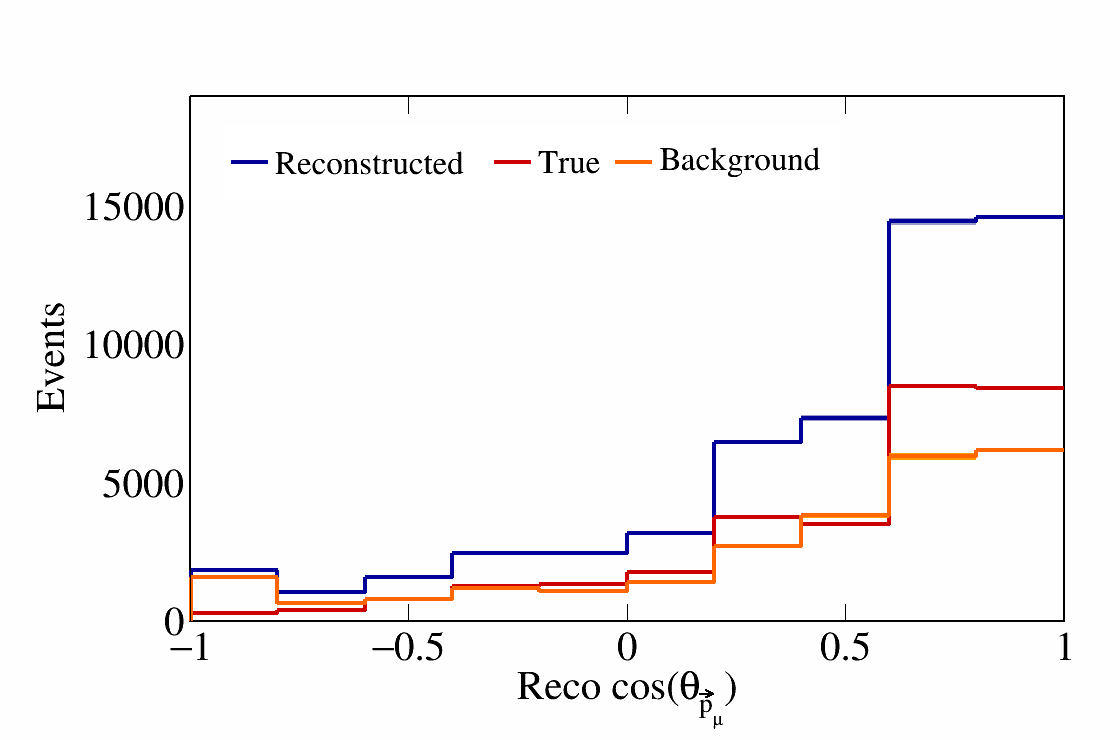 Reconstructed True Background
15000
10000
5000
0
Events
−1 −0.5 0 0.5 1
Reco cos(θp⃗μ)